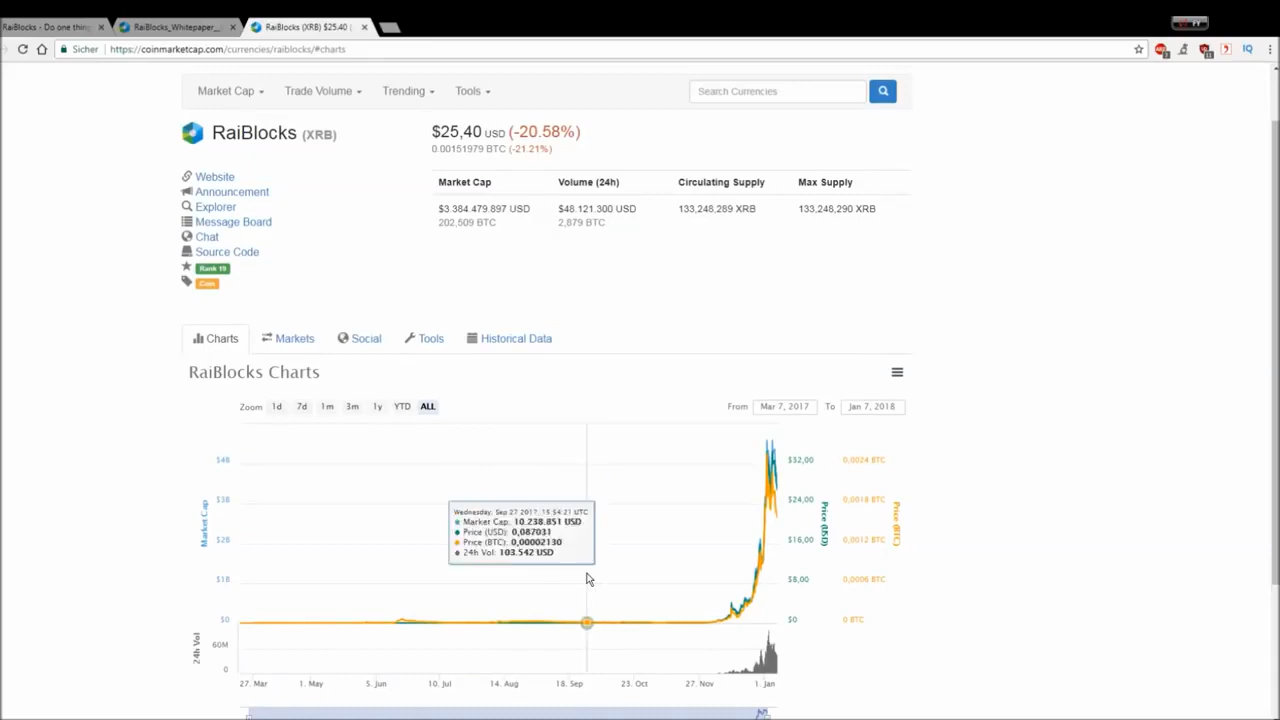 RaiBlocks - Do one thing
RaiBlocks_Whitepaper_
RaiBlocks (XRB) $25,40 (
Sicher
https://coinmarketcap.com/currencies/raiblocks/#charts
Market Cap
Trade Volume
Trending
Tools
Search Currencies
RaiBlocks (XRB)
$25,40 USD (-20.58%)
0.00151979 BTC (-21.21%)
Website
Announcement
Explorer
Message Board
Chat
Source Code
Rank 19
Coin
Market Cap Volume (24h) Circulating Supply Max Supply
$3.384.479.897 USD $48.121.300 USD 133,248,289 XRB 133,248,290 XRB
202,509 BTC 2,879 BTC
Charts Markets Social Tools Historical Data
RaiBlocks Charts
Zoom 1d 7d 1m 3m 1y YTD ALL
From Mar 7, 2017 To Jan 7, 2018
$4B $32,00 0,0024 BTC
$3B $24,00 0,0018 BTC
$2B $16,00 0,0012 BTC
$1B $8,00 0,0006 BTC
$0 $0 0 BTC
Market Cap
Price (USD)
Price (BTC)
Wednesday, Sep 27 2017, 15:54:21 UTC
Market Cap: 10.238.851 USD
Price (USD): 0,087031
Price (BTC): 0,00002130
24h Vol: 103.542 USD
24h Vol
60M
0
27. Mar 1. May 5. Jun 10. Jul 14. Aug 18. Sep 23. Oct 27. Nov 1. Jan